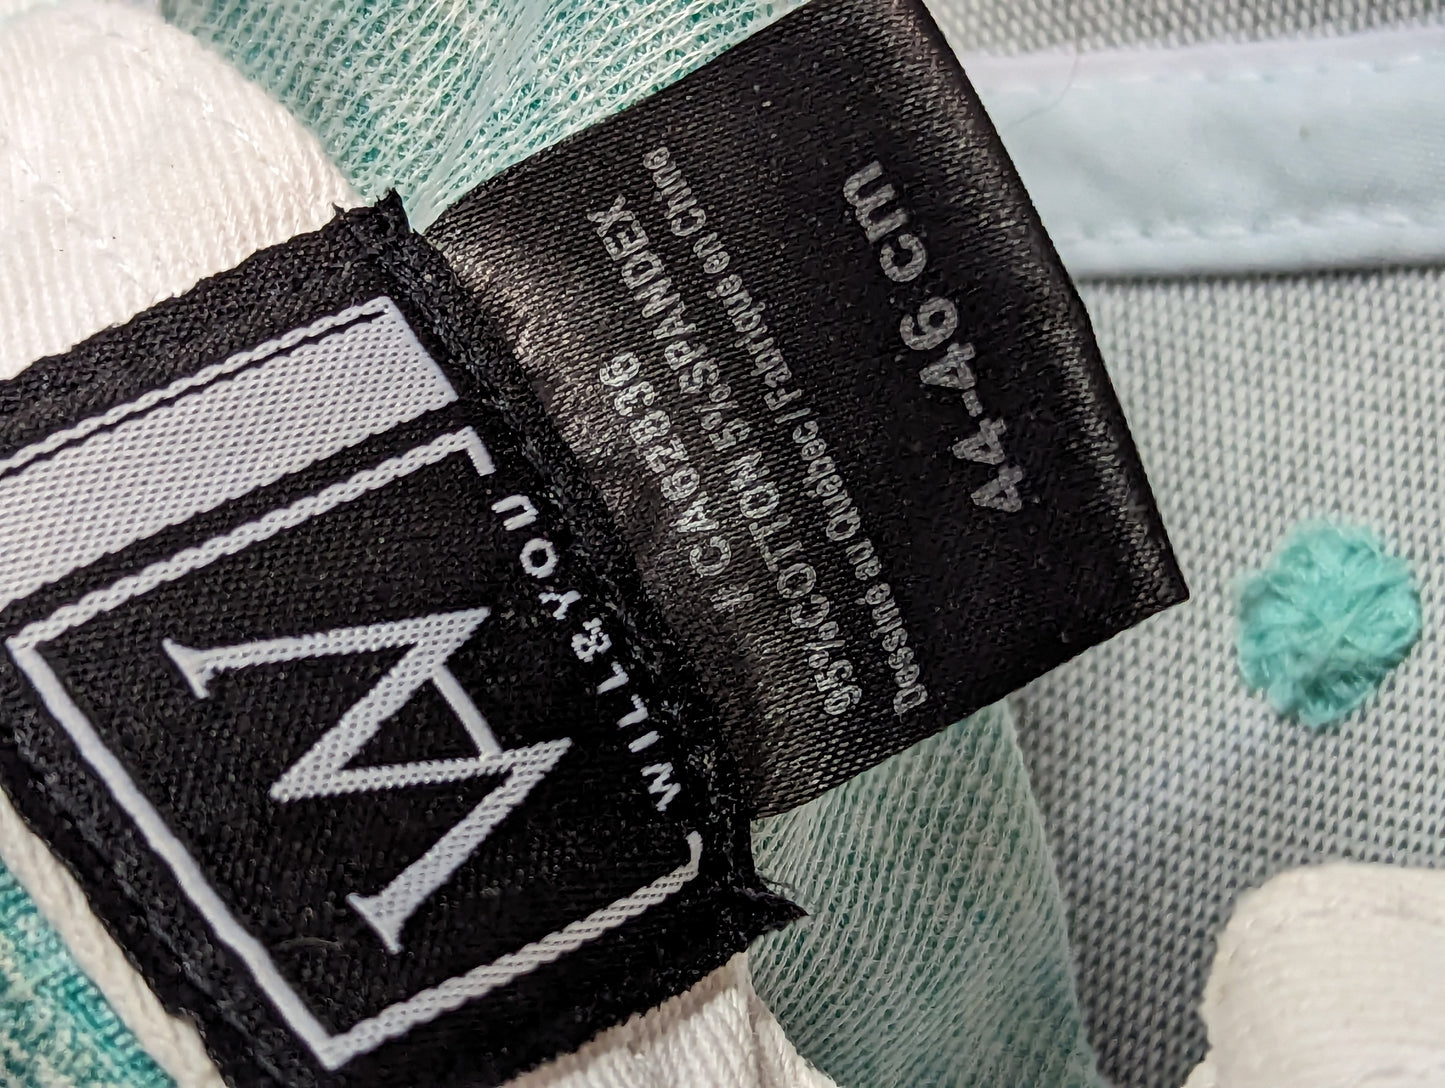 WILL & YOU
# CA62836
95%COTTON 5%SPANDEX
Dessiné au Québec / Fabriqué en Chine
44-46 cm